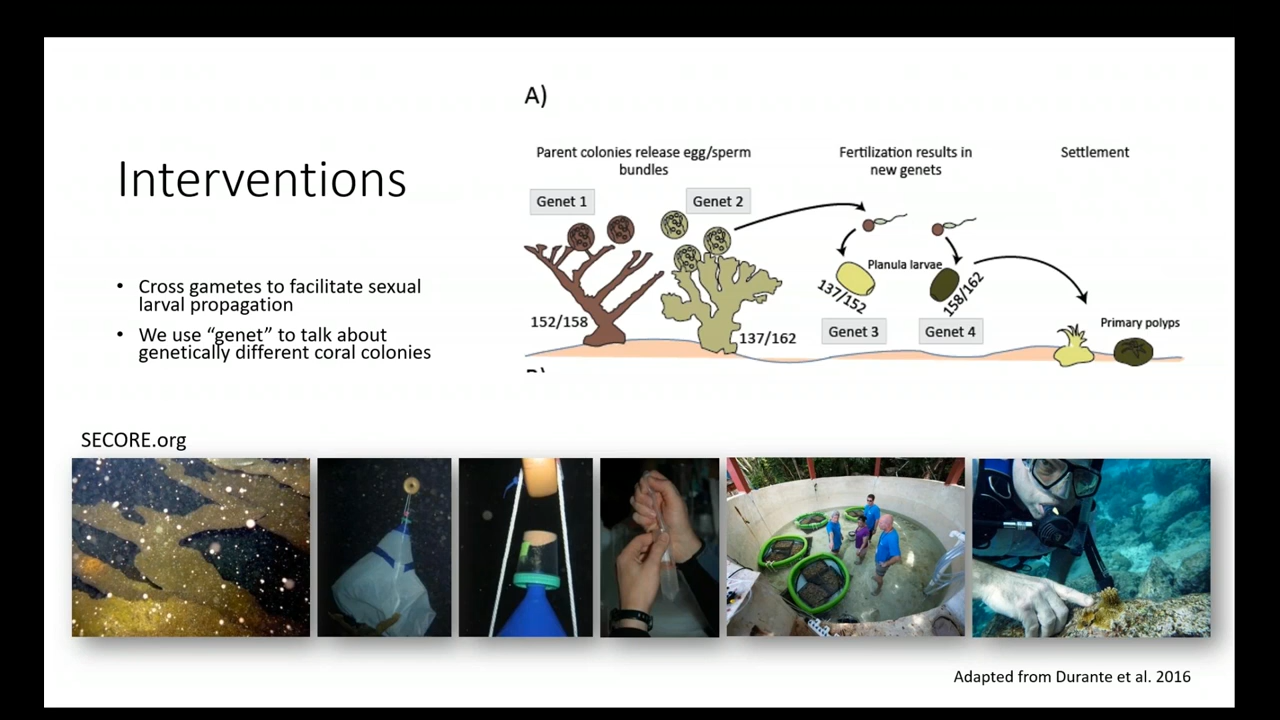 Interventions
• Cross gametes to facilitate sexual
larval propagation
• We use “genet” to talk about
genetically different coral colonies
A)
Parent colonies release egg/sperm
bundles
Fertilization results in
new genets
Settlement
Genet 1
Genet 2
Planula larvae
137/152
158/162
152/158
137/162
Genet 3
Genet 4
Primary polyps
SECORE.org
Adapted from Durante et al. 2016